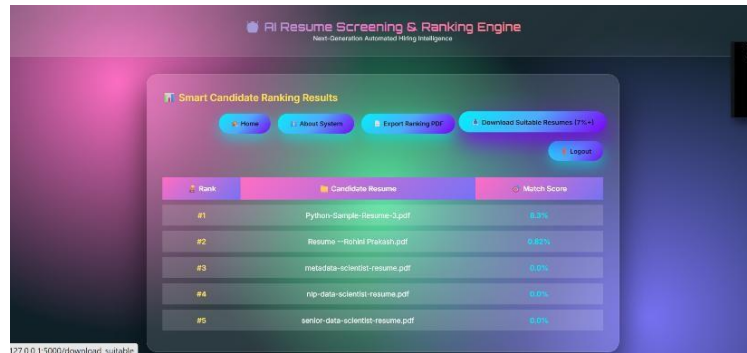 AI Resume Screening & Ranking Engine
Next-Generation Automated Hiring Intelligence
Smart Candidate Ranking Results
Home
About System
Export Ranking PDF
Download Suitable Resumes (7%+)
Logout
Rank Candidate Resume Match Score
#1 Python-Sample-Resume-3.pdf
#2 Resume --Rohini Prakash.pdf 0.82%
#3 metadata-scientist-resume.pdf 0.0%
#4 nlp-data-scientist-resume.pdf 0.0%
#5 senior-data-scientist-resume.pdf 0.0%
127.0.0.1:5000/download_suitable